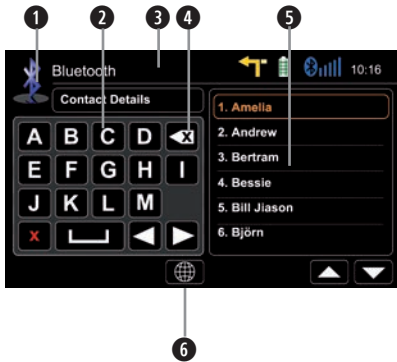 1 2 3 4 5
Bluetooth 10:16
Contact Details
A B C D
E F G H I
J K L M
X
1. Amelia
2. Andrew
3. Bertram
4. Bessie
5. Bill Jiason
6. Björn
6